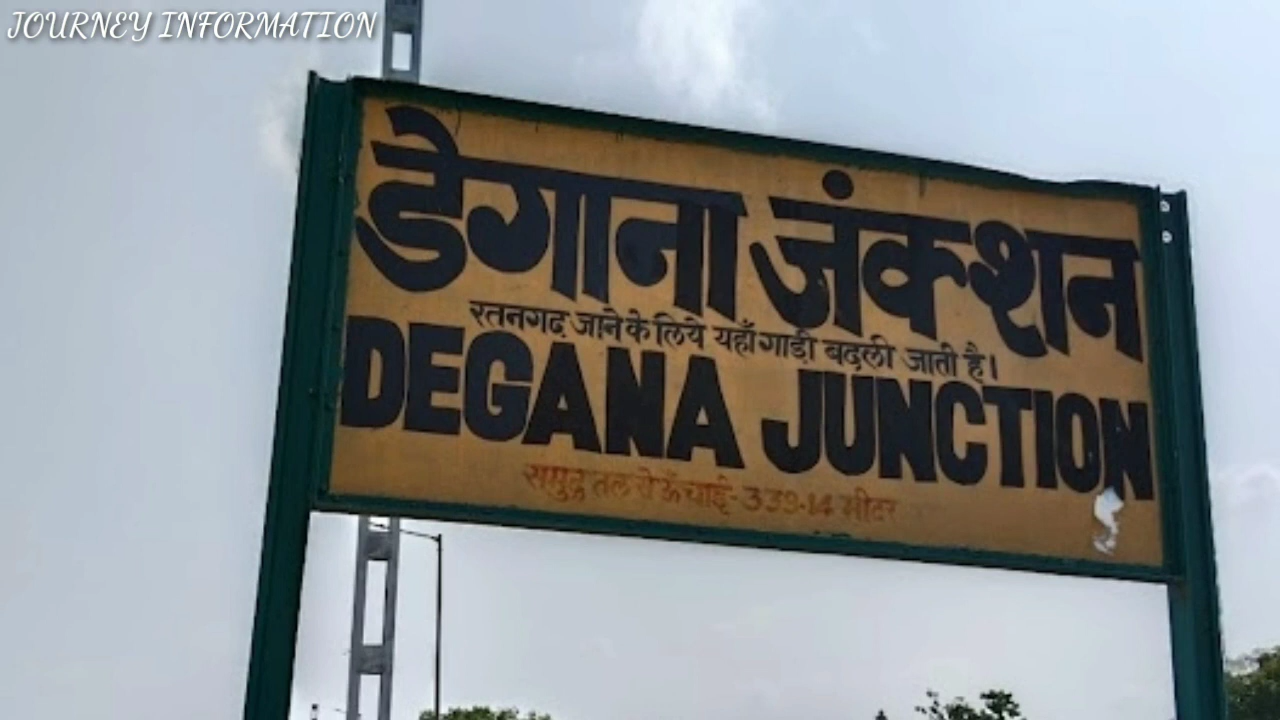 JOURNEY INFORMATION
डेगाना जंकशन
रतनगढ जाने के लिये यहाँ गाडी बदली जाती है।
DEGANA JUNCTION
समुद्र तल से ऊँचाई- 339.14 मीटर